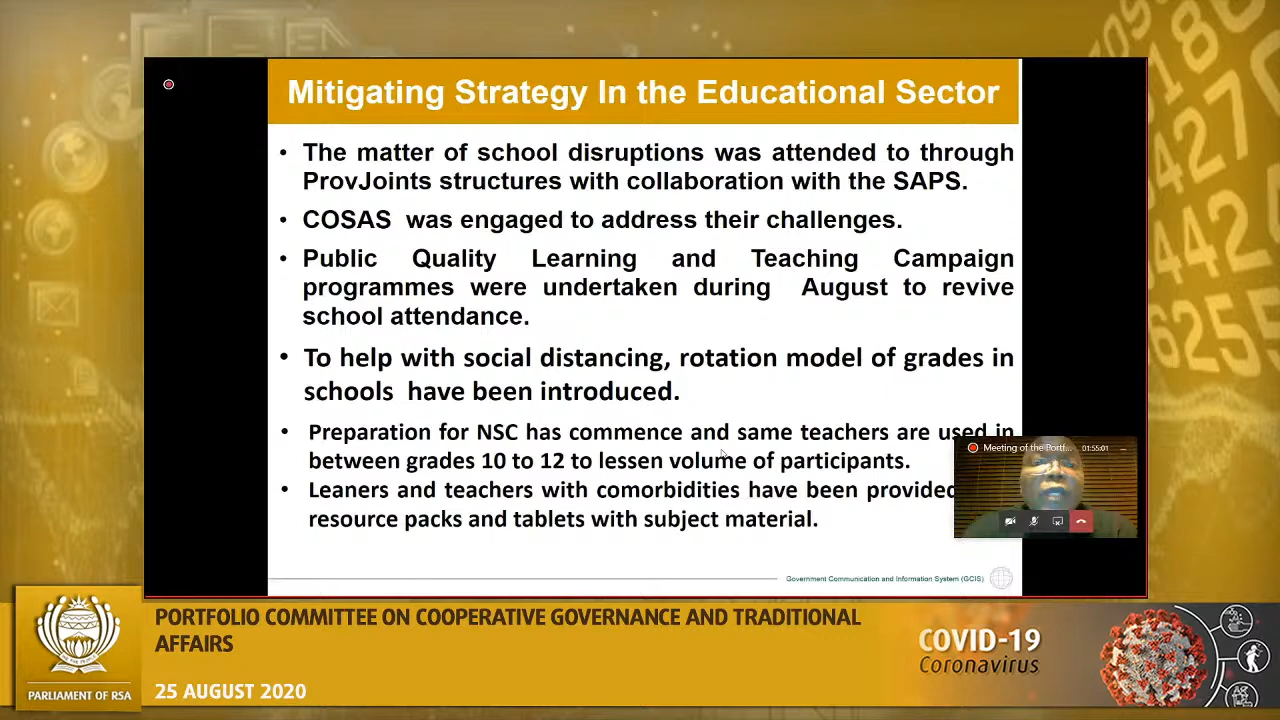 Mitigating Strategy In the Educational Sector
• The matter of school disruptions was attended to through
ProvJoints structures with collaboration with the SAPS.
• COSAS was engaged to address their challenges.
• Public Quality Learning and Teaching Campaign
programmes were undertaken during August to revive
school attendance.
• To help with social distancing, rotation model of grades in
schools have been introduced.
• Preparation for NSC has commence and same teachers are used in
between grades 10 to 12 to lessen volume of participants.
• Leaners and teachers with comorbidities have been provided
resource packs and tablets with subject material.
Meeting of the Portf... 01:55:01
Government Communication and Information System (GCIS)
PORTFOLIO COMMITTEE ON COOPERATIVE GOVERNANCE AND TRADITIONAL
AFFAIRS
25 AUGUST 2020
PARLIAMENT OF RSA
COVID-19
Coronavirus